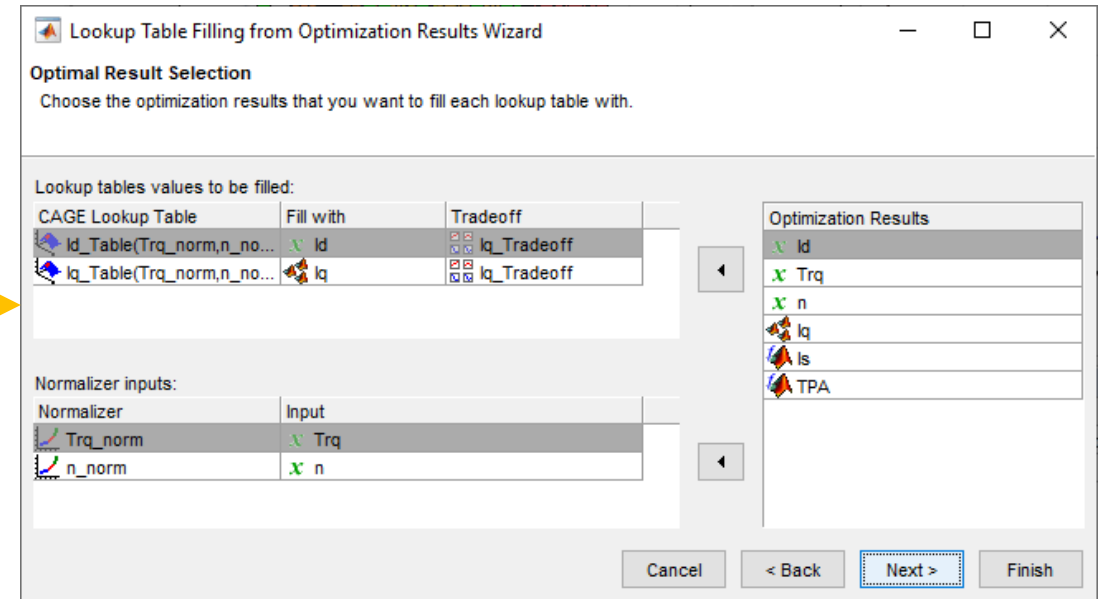 Lookup Table Filling from Optimization Results Wizard
Optimal Result Selection
Choose the optimization results that you want to fill each lookup table with.
Lookup tables values to be filled:
CAGE Lookup Table Fill with Tradeoff
Id_Table(Trq_norm,n_no... x Id Iq_Tradeoff
Iq_Table(Trq_norm,n_no... Iq Iq_Tradeoff
Optimization Results
x Id
x Trq
x n
Iq
Is
TPA
Normalizer inputs:
Normalizer Input
Trq_norm x Trq
n_norm x n
Cancel < Back Next > Finish